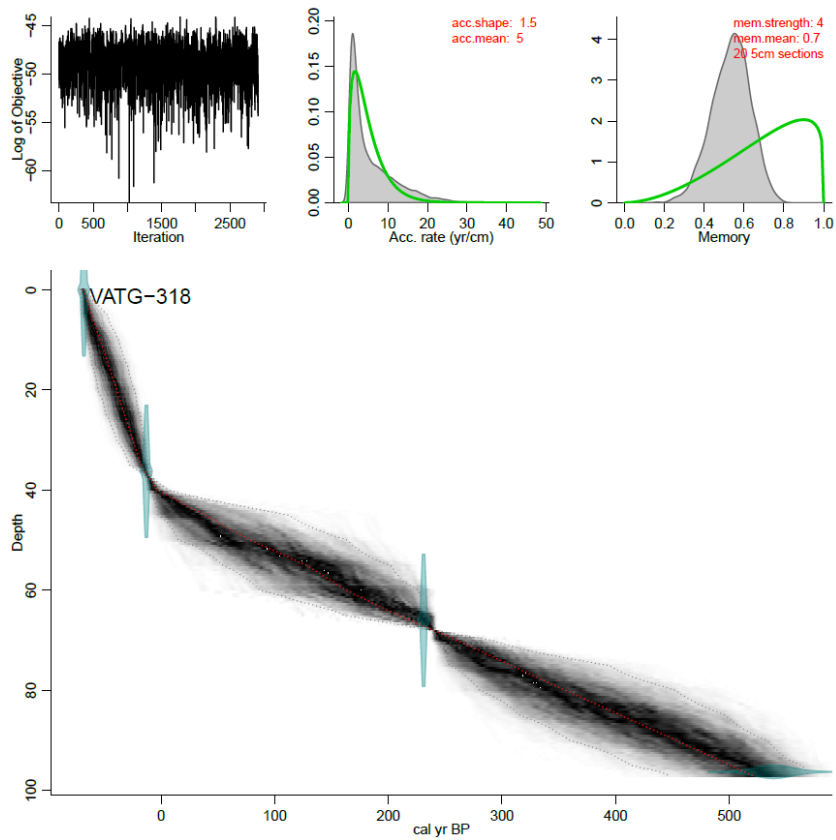 Log of Objective
-45
-50
-55
-60
0 500 1500 2500
Iteration
acc.shape: 1.5
acc.mean: 5
0.00 0.05 0.10 0.15 0.20
0 10 20 30 40 50
Acc. rate (yr/cm)
mem.strength: 4
mem.mean: 0.7
20 5cm sections
0 1 2 3 4
0.0 0.2 0.4 0.6 0.8 1.0
Memory
VATG−318
Depth
0 20 40 60 80 100
0 100 200 300 400 500
cal yr BP